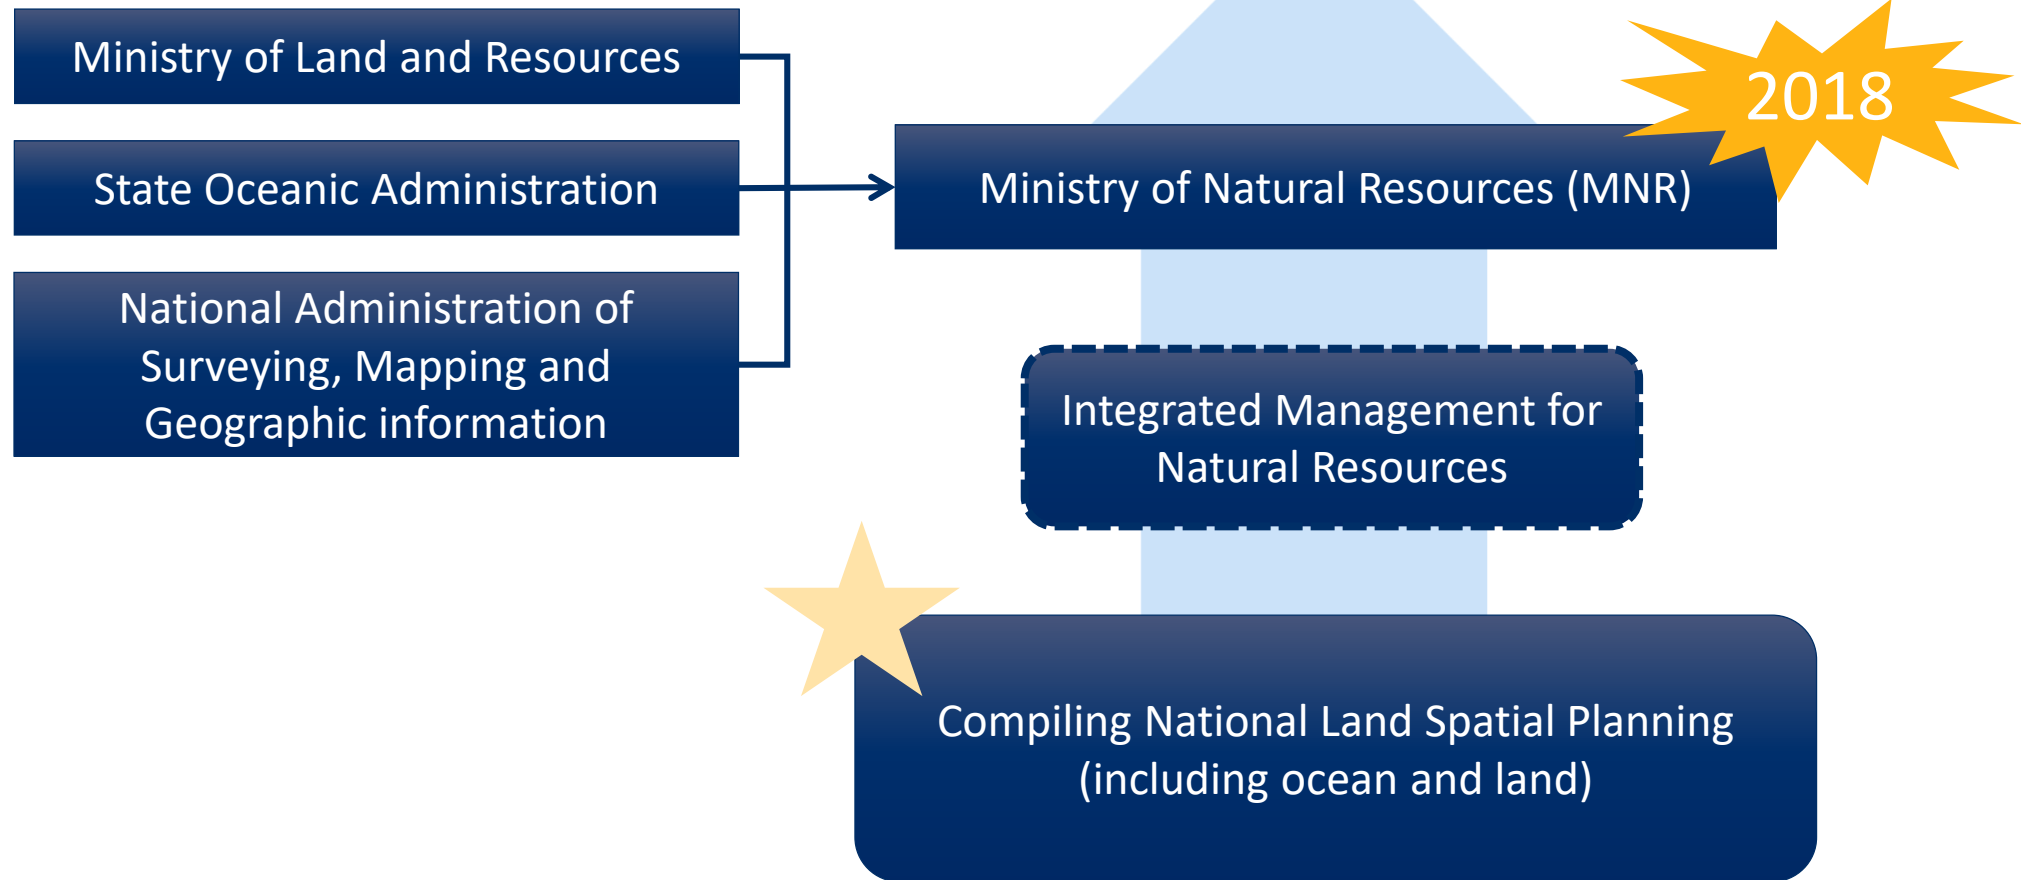 Ministry of Land and Resources
State Oceanic Administration
National Administration of
Surveying, Mapping and
Geographic information
2018
Ministry of Natural Resources (MNR)
Integrated Management for
Natural Resources
Compiling National Land Spatial Planning
(including ocean and land)